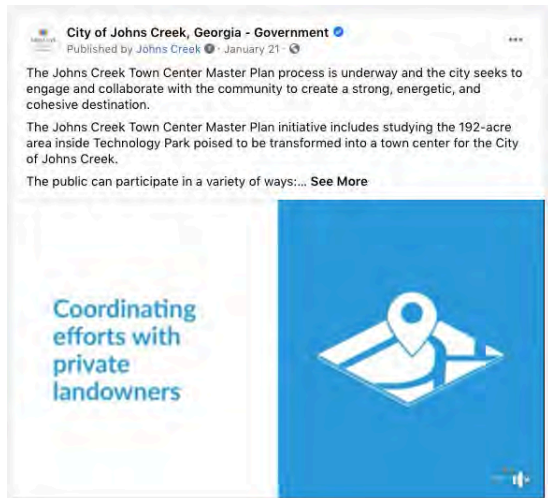 City of Johns Creek, Georgia - Government
Published by Johns Creek · January 21 ·
The Johns Creek Town Center Master Plan process is underway and the city seeks to
engage and collaborate with the community to create a strong, energetic, and
cohesive destination.
The Johns Creek Town Center Master Plan initiative includes studying the 192-acre
area inside Technology Park poised to be transformed into a town center for the City
of Johns Creek.
The public can participate in a variety of ways:... See More
Coordinating
efforts with
private
landowners